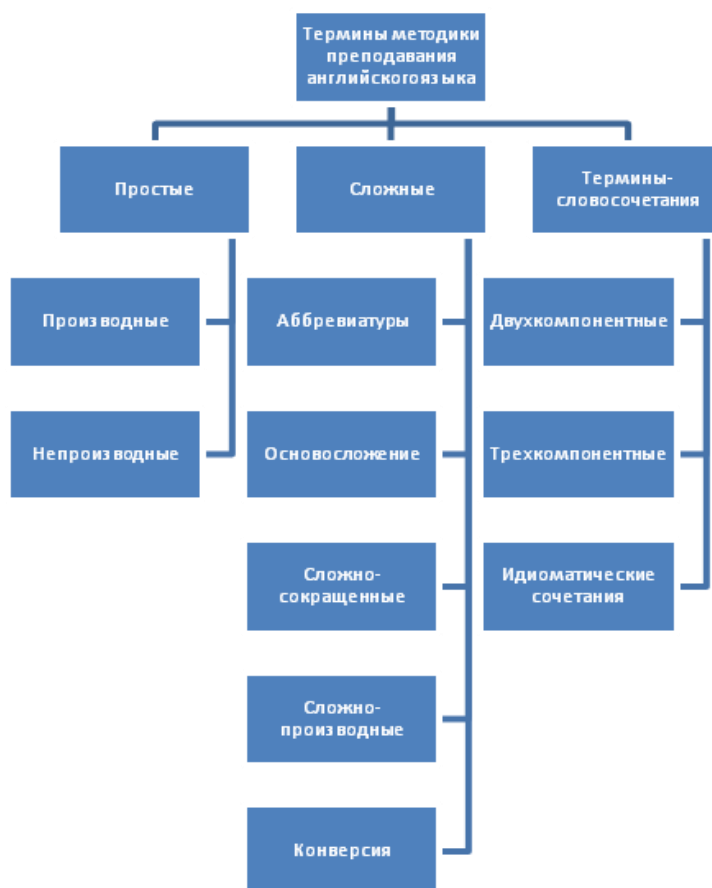 Термины методики
преподавания
английскогоязыка
Простые
Сложные
Термины-
словосочетания
Производные
Аббревиатуры
Двухкомпонентные
Непроизводные
Основосложение
Трехкомпонентные
Сложно-
сокращенные
Идиоматические
сочетания
Сложно-
производные
Конверсия